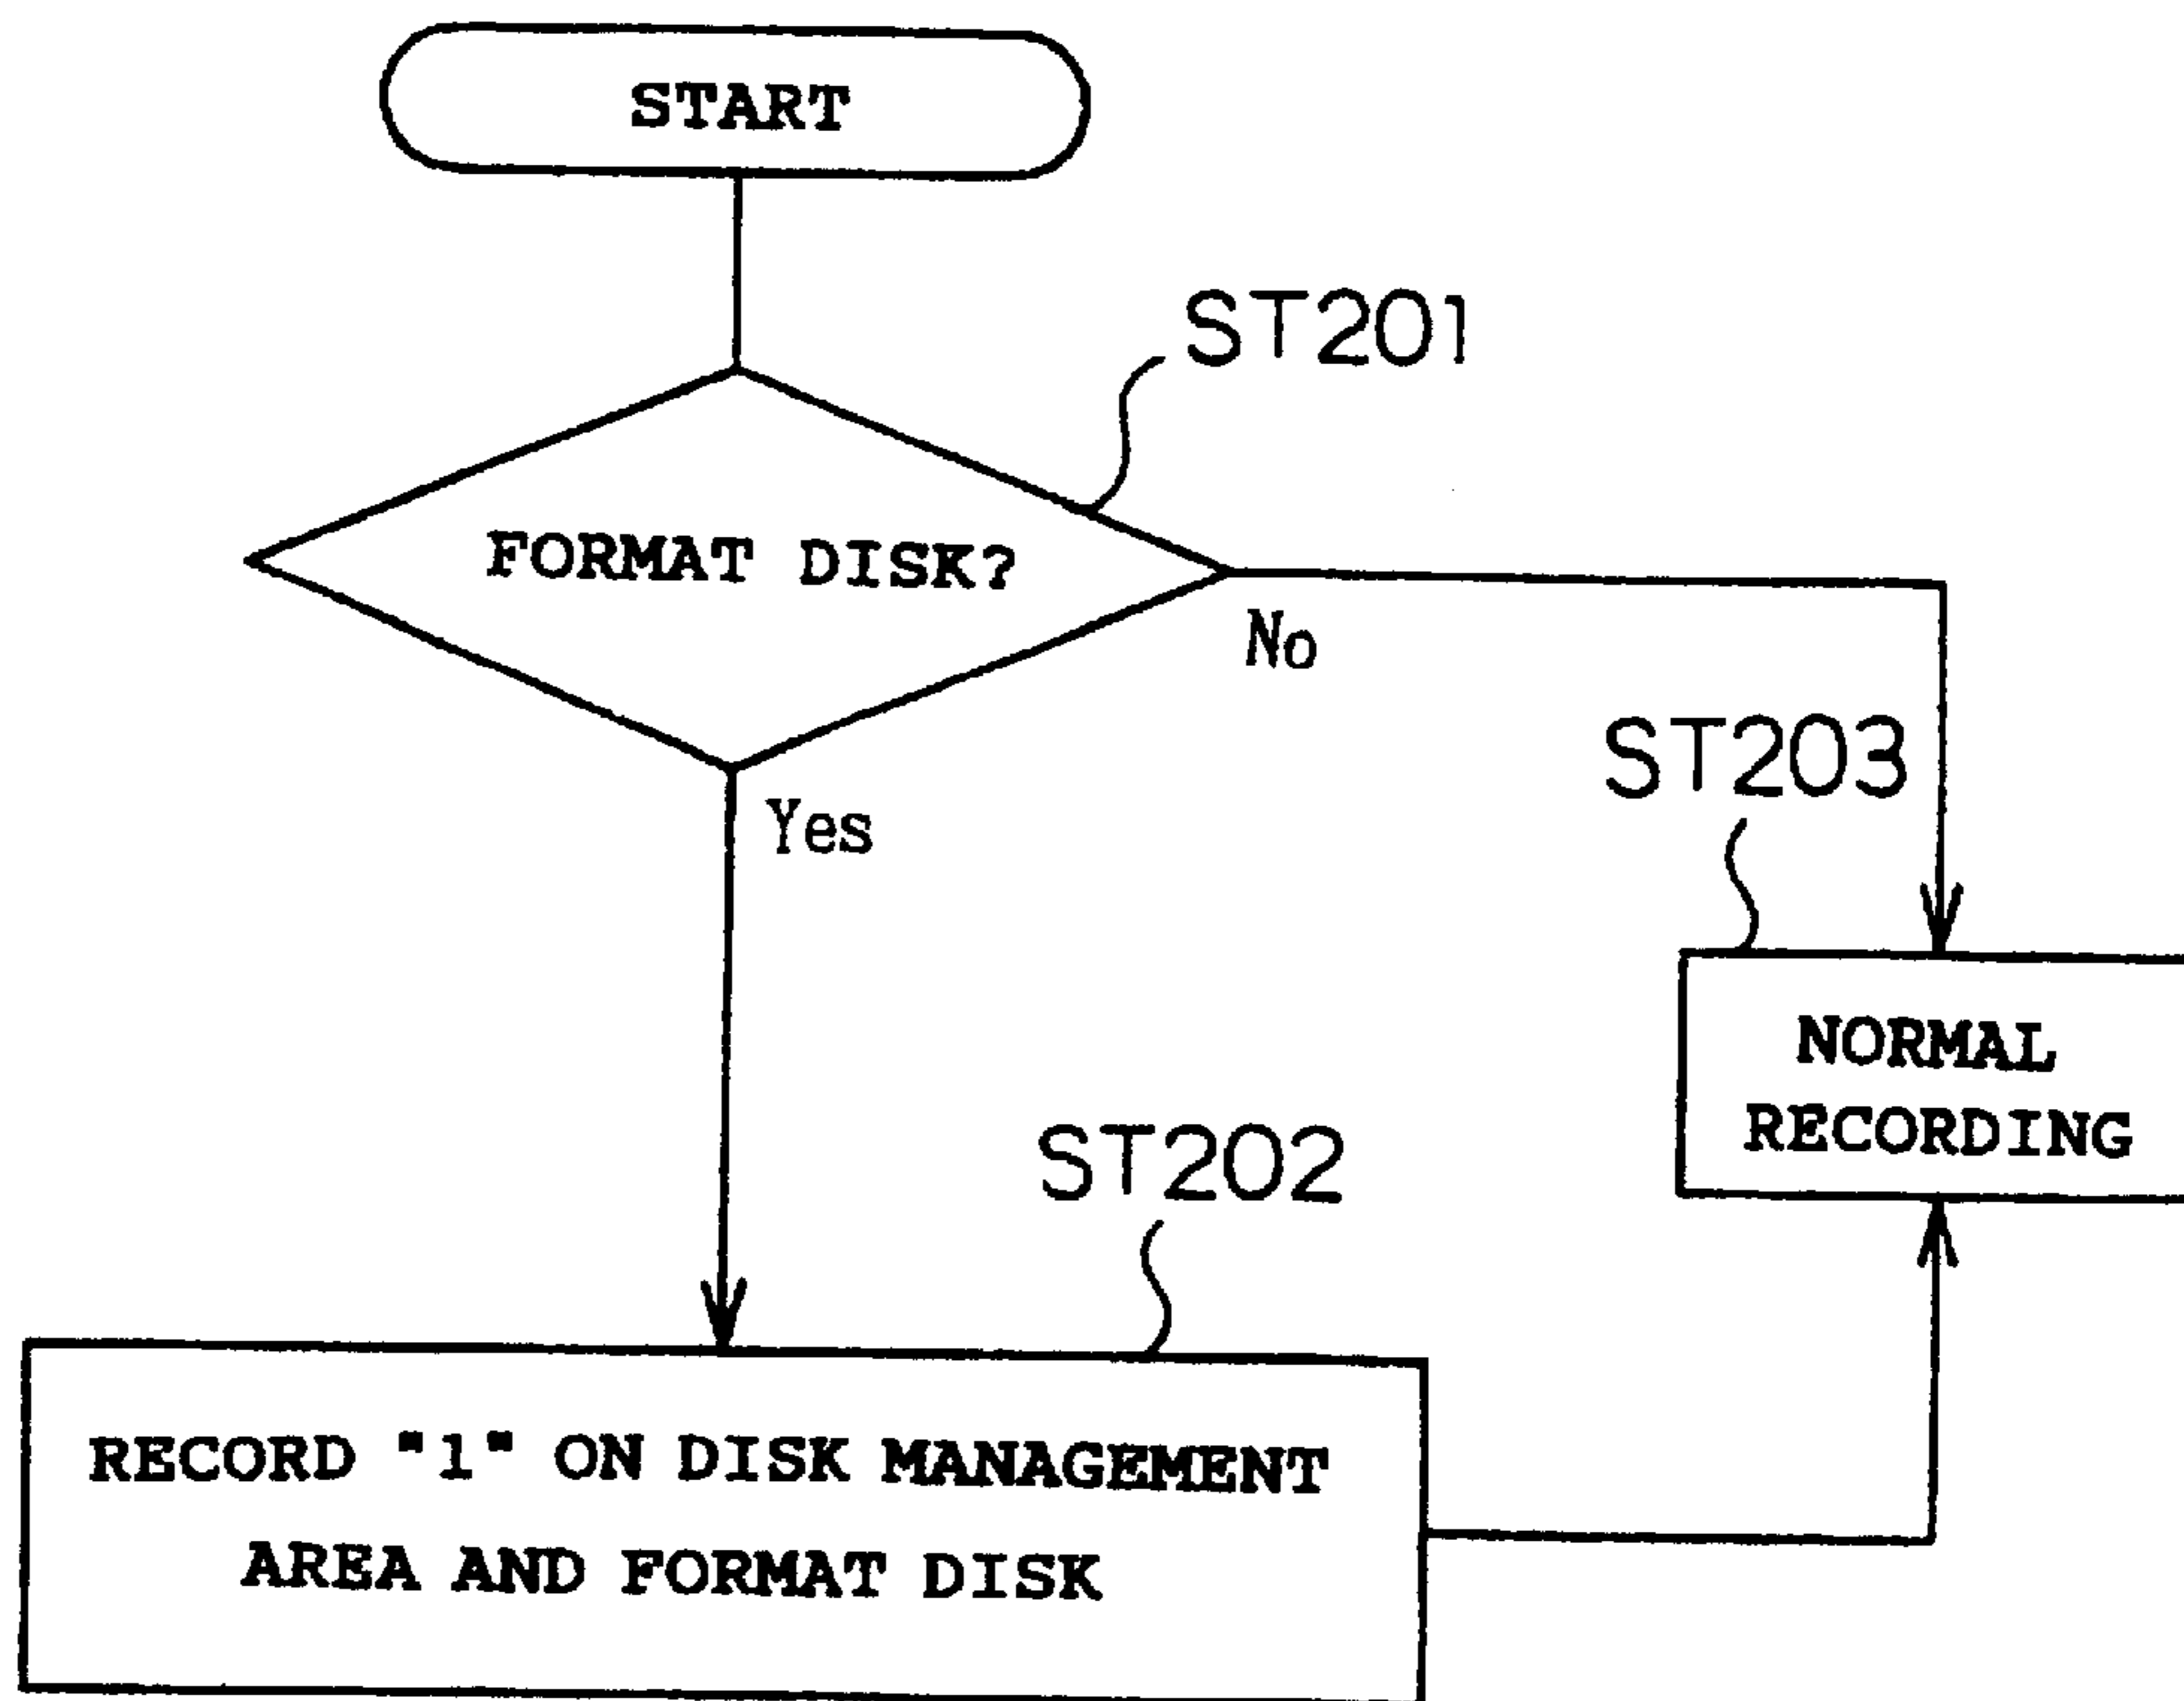 START
ST201
FORMAT DISK?
No
ST203
Yes
NORMAL
RECORDING
ST202
RECORD "1" ON DISK MANAGEMENT
AREA AND FORMAT DISK